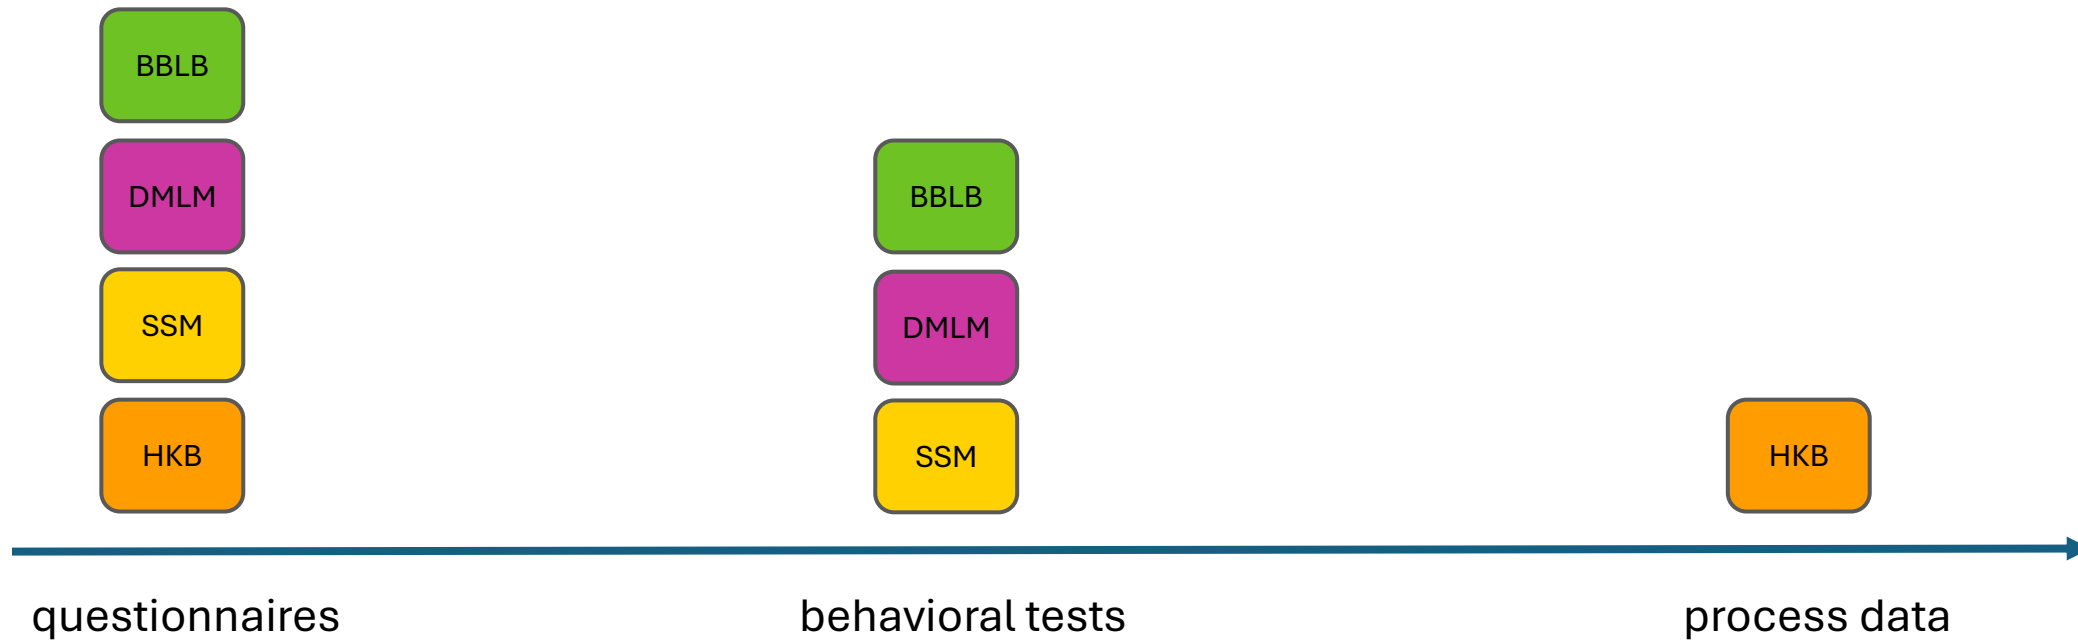 BBLB
DMLM
SSM
HKB
BBLB
DMLM
SSM
HKB
questionnaires
behavioral tests
process data